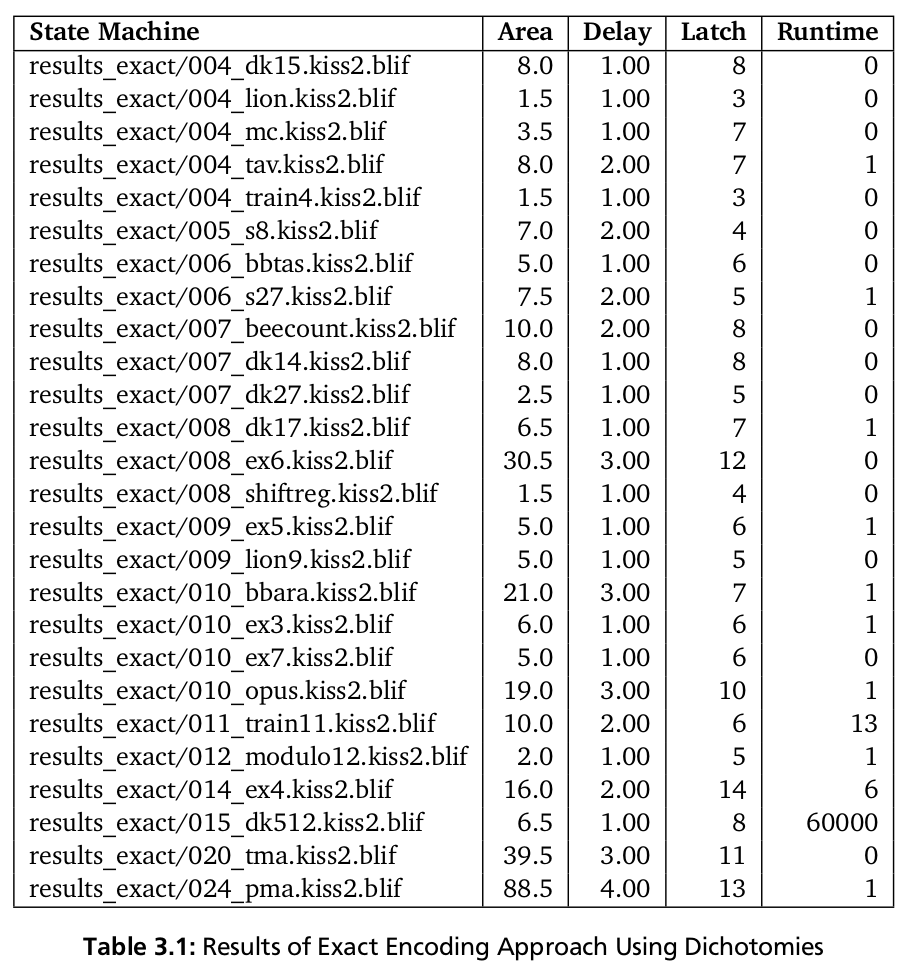 State Machine Area Delay Latch Runtime
results_exact/004_dk15.kiss2.blif 8.0 1.00 8 0
results_exact/004_lion.kiss2.blif 1.5 1.00 3 0
results_exact/004_mc.kiss2.blif 3.5 1.00 7 0
results_exact/004_tav.kiss2.blif 8.0 2.00 7 1
results_exact/004_train4.kiss2.blif 1.5 1.00 3 0
results_exact/005_s8.kiss2.blif 7.0 2.00 4 0
results_exact/006_bbtas.kiss2.blif 5.0 1.00 6 0
results_exact/006_s27.kiss2.blif 7.5 2.00 5 1
results_exact/007_beecount.kiss2.blif 10.0 2.00 8 0
results_exact/007_dk14.kiss2.blif 8.0 1.00 8 0
results_exact/007_dk27.kiss2.blif 2.5 1.00 5 0
results_exact/008_dk17.kiss2.blif 6.5 1.00 7 1
results_exact/008_ex6.kiss2.blif 30.5 3.00 12 0
results_exact/008_shiftreg.kiss2.blif 1.5 1.00 4 0
results_exact/009_ex5.kiss2.blif 5.0 1.00 6 1
results_exact/009_lion9.kiss2.blif 5.0 1.00 5 0
results_exact/010_bbara.kiss2.blif 21.0 3.00 7 1
results_exact/010_ex3.kiss2.blif 6.0 1.00 6 1
results_exact/010_ex7.kiss2.blif 5.0 1.00 6 0
results_exact/010_opus.kiss2.blif 19.0 3.00 10 1
results_exact/011_train11.kiss2.blif 10.0 2.00 6 13
results_exact/012_modulo12.kiss2.blif 2.0 1.00 5 1
results_exact/014_ex4.kiss2.blif 16.0 2.00 14 6
results_exact/015_dk512.kiss2.blif 6.5 1.00 8 60000
results_exact/020_tma.kiss2.blif 39.5 3.00 11 0
results_exact/024_pma.kiss2.blif 88.5 4.00 13 1
Table 3.1: Results of Exact Encoding Approach Using Dichotomies